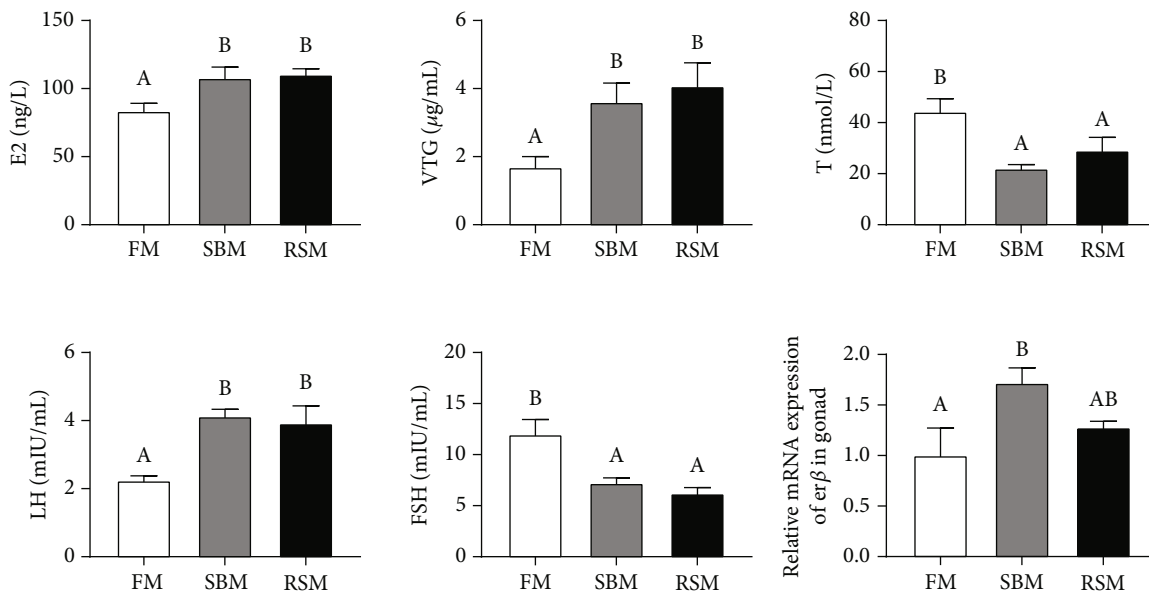 E2 (ng/L)
150
100
50
0
A
B
B
FM SBM RSM
VTG (μg/mL)
6
4
2
0
A
B
B
FM SBM RSM
T (nmol/L)
80
60
40
20
0
B
A
A
FM SBM RSM
LH (mIU/mL)
6
4
2
0
A
B
B
FM SBM RSM
FSH (mIU/mL)
20
15
10
5
0
B
A
A
FM SBM RSM
Relative mRNA expression
of erβ in gonad
2.0
1.5
1.0
0.5
0.0
A
B
AB
FM SBM RSM